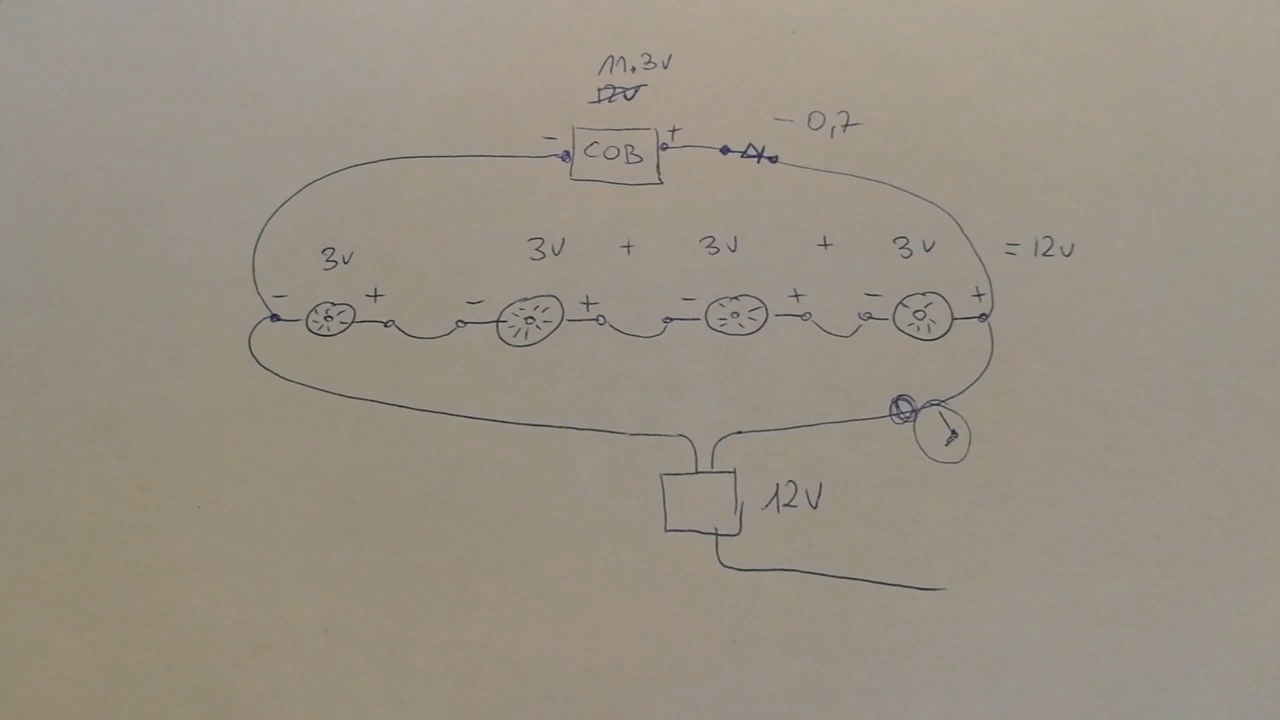 11.3v
12v
- 0,7
- COB +
3v 3v + 3v + 3v = 12v
- + - + - + - +
12V